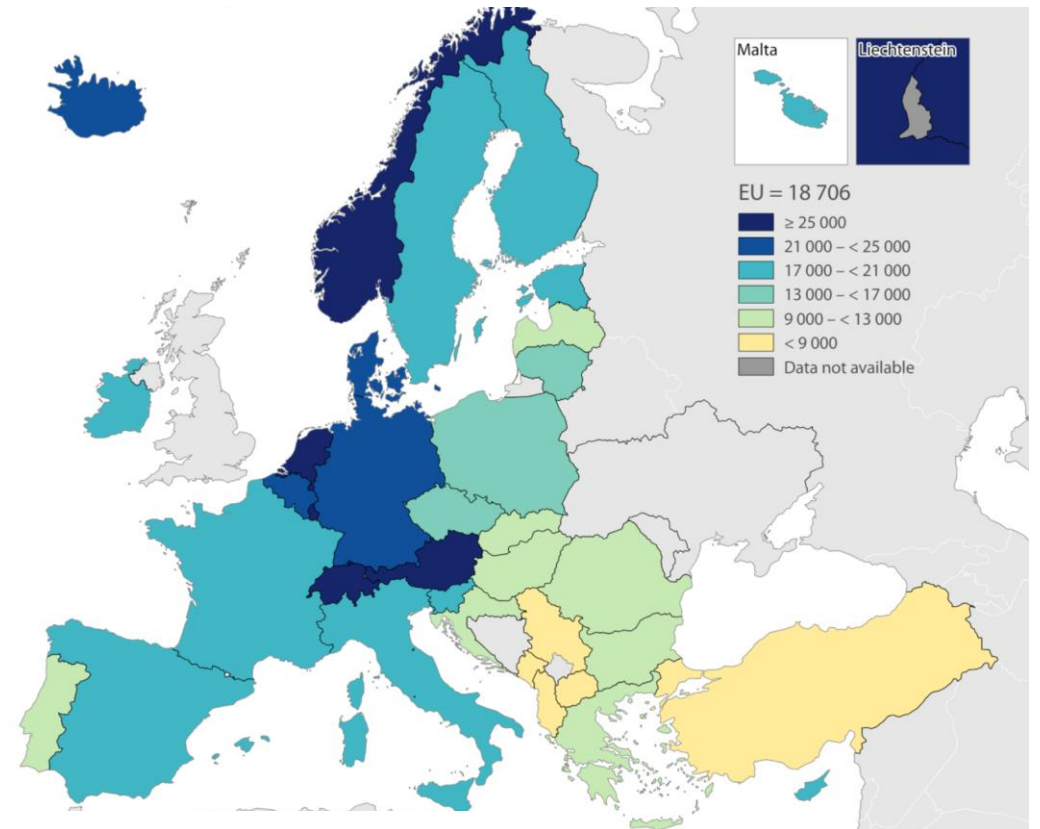 Malta
Liechtenstein
EU = 18 706
≥ 25 000
21 000 – < 25 000
17 000 – < 21 000
13 000 – < 17 000
9 000 – < 13 000
< 9 000
Data not available